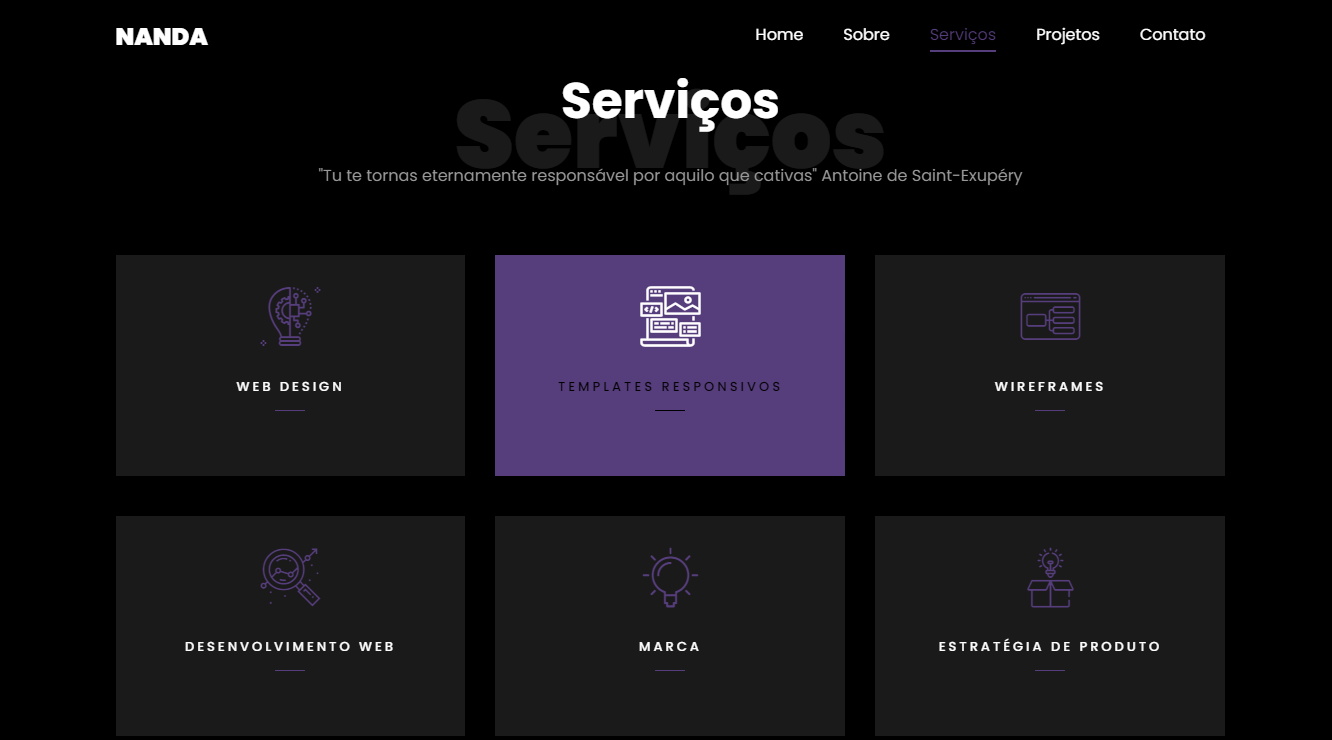 NANDA
Home Sobre Serviços Projetos Contato
Serviços
Serviços
"Tu te tornas eternamente responsável por aquilo que cativas" Antoine de Saint-Exupéry
WEB DESIGN
TEMPLATES RESPONSIVOS
WIREFRAMES
DESENVOLVIMENTO WEB
MARCA
ESTRATÉGIA DE PRODUTO